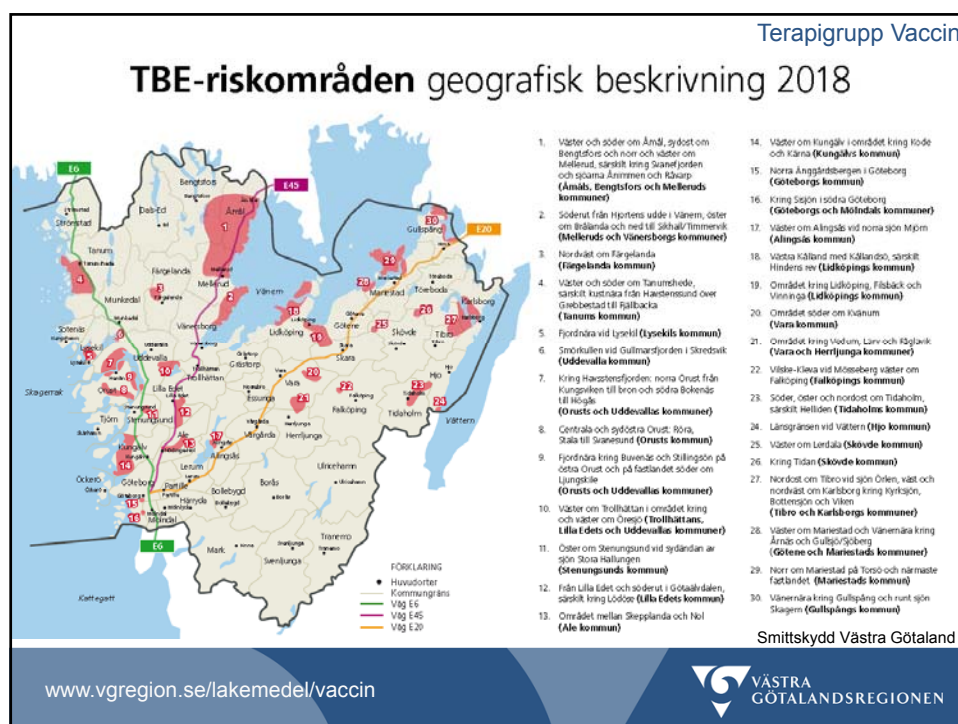 Terapigrupp Vaccin
TBE-riskområden geografisk beskrivning 2018
E6
E45
E20
E6
Strömstad
Tanum
Munkedal
Sotenäs
Lysekil
Dals-Ed
Bengtsfors
Åmål
Färgelanda
Mellerud
Vänersborg
Uddevalla
Trollhättan
Lilla Edet
Orust
Tjörn
Stenungsund
Kungälv
Öckerö
Göteborg
Partille
Härryda
Mölndal
Ale
Lerum
Alingsås
Vårgårda
Herrljunga
Essunga
Grästorp
Vara
Lidköping
Götene
Skara
Skövde
Falköping
Tidaholm
Hjo
Tibro
Karlsborg
Töreboda
Mariestad
Gullspång
Ulricehamn
Borås
Bollebygd
Mark
Svenljunga
Tranemo
Vänern
Vättern
Skagerrak
Kattegatt
FÖRKLARING
Huvudorter
Kommungräns
Väg E6
Väg E45
Väg E20
1. Väster och söder om Åmål, sydost om
Bengtsfors och norr och väster om
Mellerud, särskilt kring Svanefjorden
och sjöarna Ånimmen och Råvarp
(Åmåls, Bengtsfors och Melleruds
kommuner)
2. Söderut från Hjortens udde i Vänern, öster
om Brålanda och ned till Sikhall/Timmervik
(Melleruds och Vänersborgs kommuner)
3. Nordväst om Färgelanda
(Färgelanda kommun)
4. Väster och söder om Tanumshede,
särskilt kustnära från Havstenssund över
Grebbestad till Fjällbacka
(Tanums kommun)
5. Fjordnära vid Lysekil (Lysekils kommun)
6. Smörkullen vid Gullmarsfjorden i Skredsvik
(Uddevalla kommun)
7. Kring Havstensfjorden: norra Orust från
Kungsviken till bron och södra Bokenäs
till Högås
(Orusts och Uddevallas kommuner)
8. Centrala och sydöstra Orust: Röra,
Stala till Svanesund (Orusts kommun)
9. Fjordnära kring Buvenäs och Stillingsön på
östra Orust och på fastlandet söder om
Ljungskile
(Orusts och Uddevallas kommuner)
10. Väster om Trollhättan i området kring
och väster om Öresjö (Trollhättans,
Lilla Edets och Uddevallas kommuner)
11. Öster om Stenungsund vid sydändan av
sjön Stora Hallungen
(Stenungsunds kommun)
12. Från Lilla Edet och söderut i Götaälvdalen,
särskilt kring Lödöse (Lilla Edets kommun)
13. Området mellan Skepplanda och Nol
(Ale kommun)
14. Väster om Kungälv i området kring Kode
och Kärna (Kungälvs kommun)
15. Norra Änggårdsbergen i Göteborg
(Göteborgs kommun)
16. Kring Sisjön i södra Göteborg
(Göteborgs och Mölndals kommuner)
17. Väster om Alingsås vid norra sjön Mjörn
(Alingsås kommun)
18. Västra Kålland med Kållandsö, särskilt
Hindens rev (Lidköpings kommun)
19. Området kring Lidköping, Filsbäck och
Vinninga (Lidköpings kommun)
20. Området söder om Kvänum
(Vara kommun)
21. Området kring Vedum, Larv och Fåglavik
(Vara och Herrljunga kommuner)
22. Vilske-Kleva vid Mösseberg väster om
Falköping (Falköpings kommun)
23. Söder, öster och nordost om Tidaholm,
särskilt Helliden (Tidaholms kommun)
24. Länsgränsen vid Vättern (Hjo kommun)
25. Väster om Lerdala (Skövde kommun)
26. Kring Tidan (Skövde kommun)
27. Nordost om Tibro vid sjön Örlen, väst och
nordväst om Karlsborg kring Kyrksjön,
Bottensjön och Viken
(Tibro och Karlsborgs kommuner)
28. Väster om Mariestad och Vänernära kring
Årnäs och Gullsjö/Sjöberg
(Götene och Mariestads kommuner)
29. Norr om Mariestad på Torsö och närmaste
fastlandet (Mariestads kommun)
30. Vänernära kring Gullspång och runt sjön
Skagern (Gullspångs kommun)
Smittskydd Västra Götaland
www.vgregion.se/lakemedel/vaccin
VÄSTRA
GÖTALANDSREGIONEN